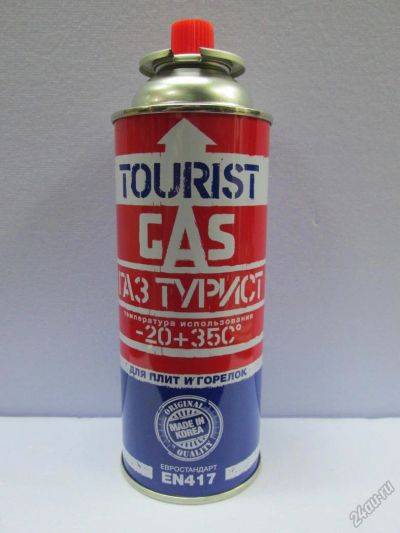 TOURIST
GAS
ГАЗ ТУРИСТ
температура использования
-20+35C°
ДЛЯ ПЛИТ И ГОРЕЛОК
ORIGINAL
MADE IN
KOREA
QUALITY
ЕВРОСТАНДАРТ
EN417
24au.ru